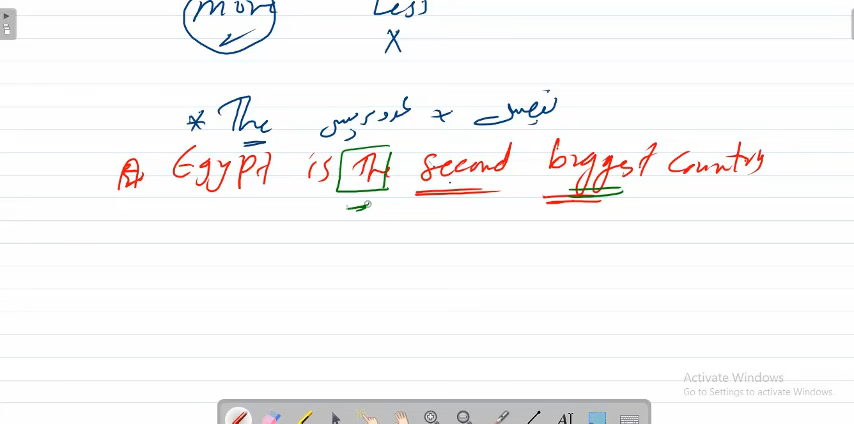 more Less
X
* The عدد ترتيبي + تفضيل
Egypt is The second biggest country
Activate Windows
Go to Settings to activate Windows.
AI